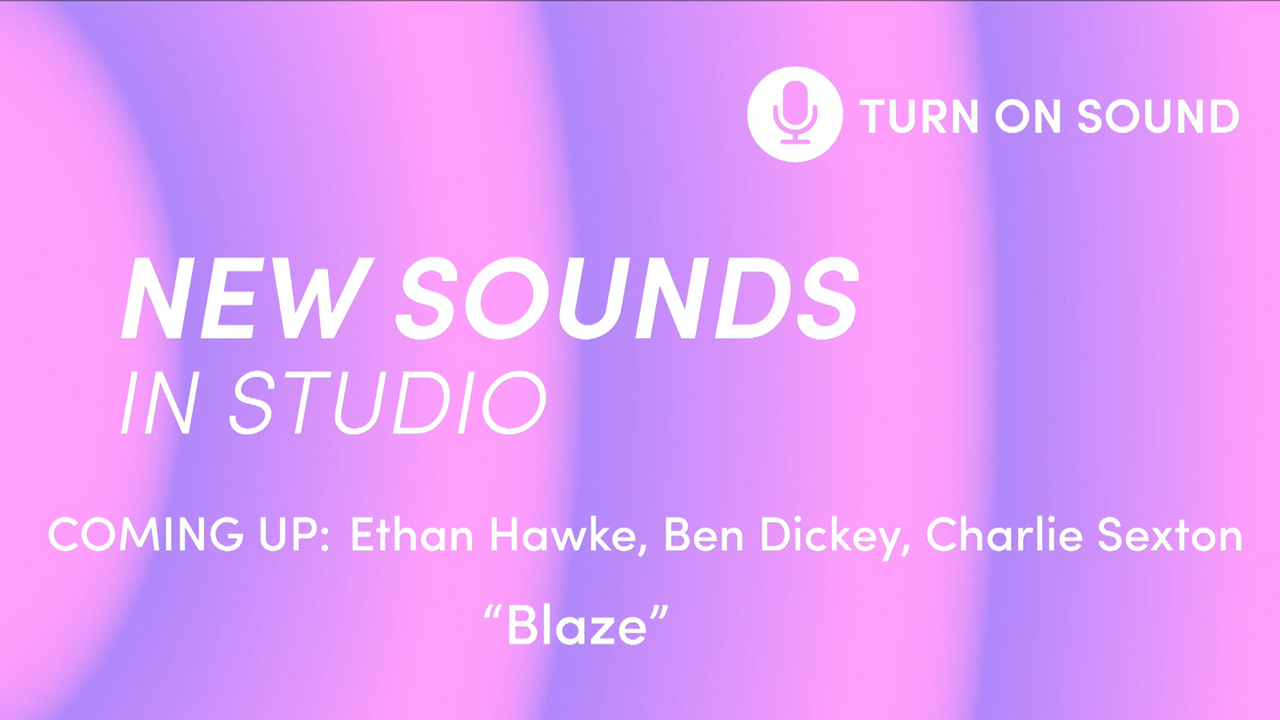 TURN ON SOUND
NEW SOUNDS
IN STUDIO
COMING UP: Ethan Hawke, Ben Dickey, Charlie Sexton
“Blaze”